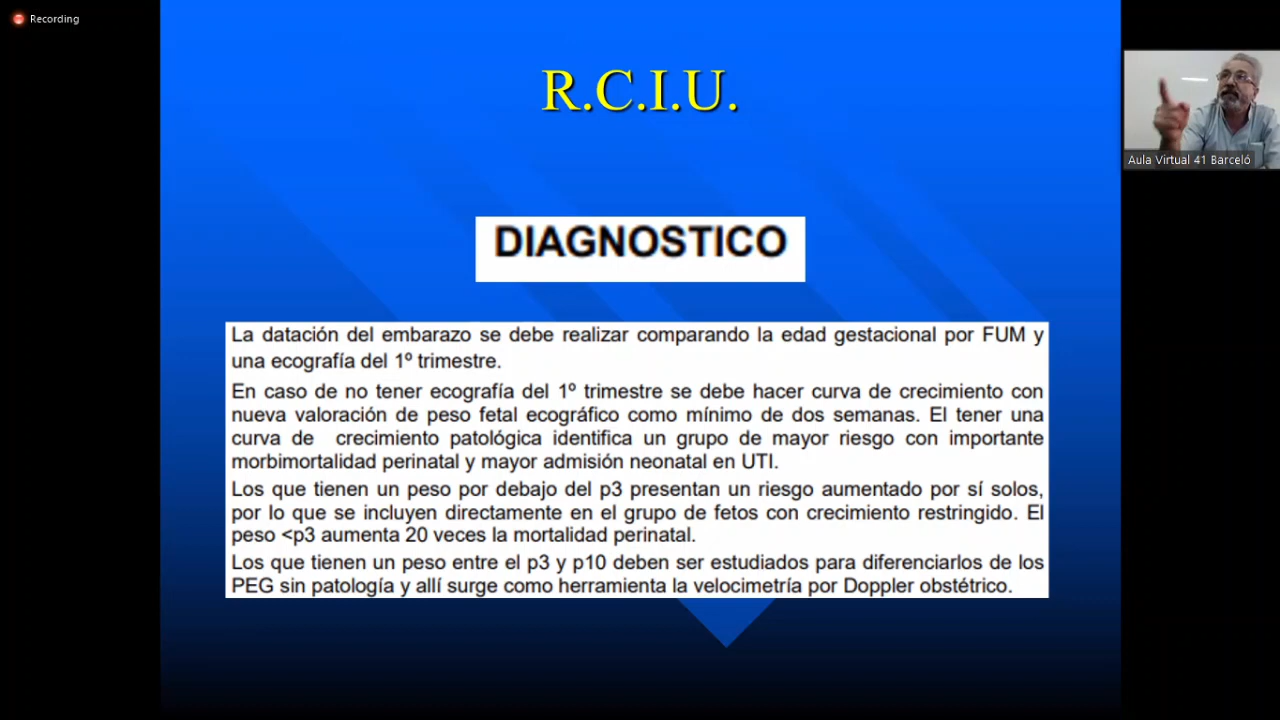 Recording
R.C.I.U.
Aula Virtual 41 Barceló
DIAGNOSTICO
La datación del embarazo se debe realizar comparando la edad gestacional por FUM y
una ecografía del 1º trimestre.
En caso de no tener ecografía del 1º trimestre se debe hacer curva de crecimiento con
nueva valoración de peso fetal ecográfico como mínimo de dos semanas. El tener una
curva de crecimiento patológica identifica un grupo de mayor riesgo con importante
morbimortalidad perinatal y mayor admisión neonatal en UTI.
Los que tienen un peso por debajo del p3 presentan un riesgo aumentado por sí solos,
por lo que se incluyen directamente en el grupo de fetos con crecimiento restringido. El
peso <p3 aumenta 20 veces la mortalidad perinatal.
Los que tienen un peso entre el p3 y p10 deben ser estudiados para diferenciarlos de los
PEG sin patología y allí surge como herramienta la velocimetría por Doppler obstétrico.